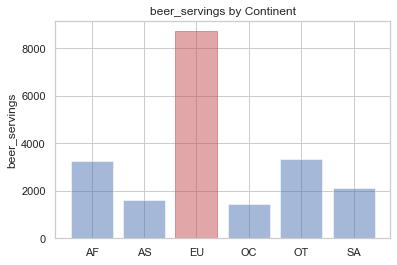 beer_servings by Continent
beer_servings
8000
6000
4000
2000
0
AF AS EU OC OT SA